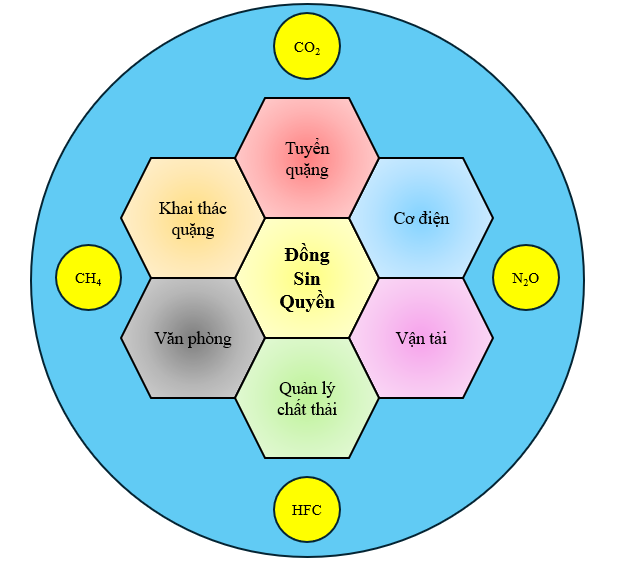 CO₂
Tuyển
quặng
Khai thác
quặng
Cơ điện
Đồng
Sin
Quyền
CH₄
N₂O
Văn phòng
Vận tải
Quản lý
chất thải
HFC